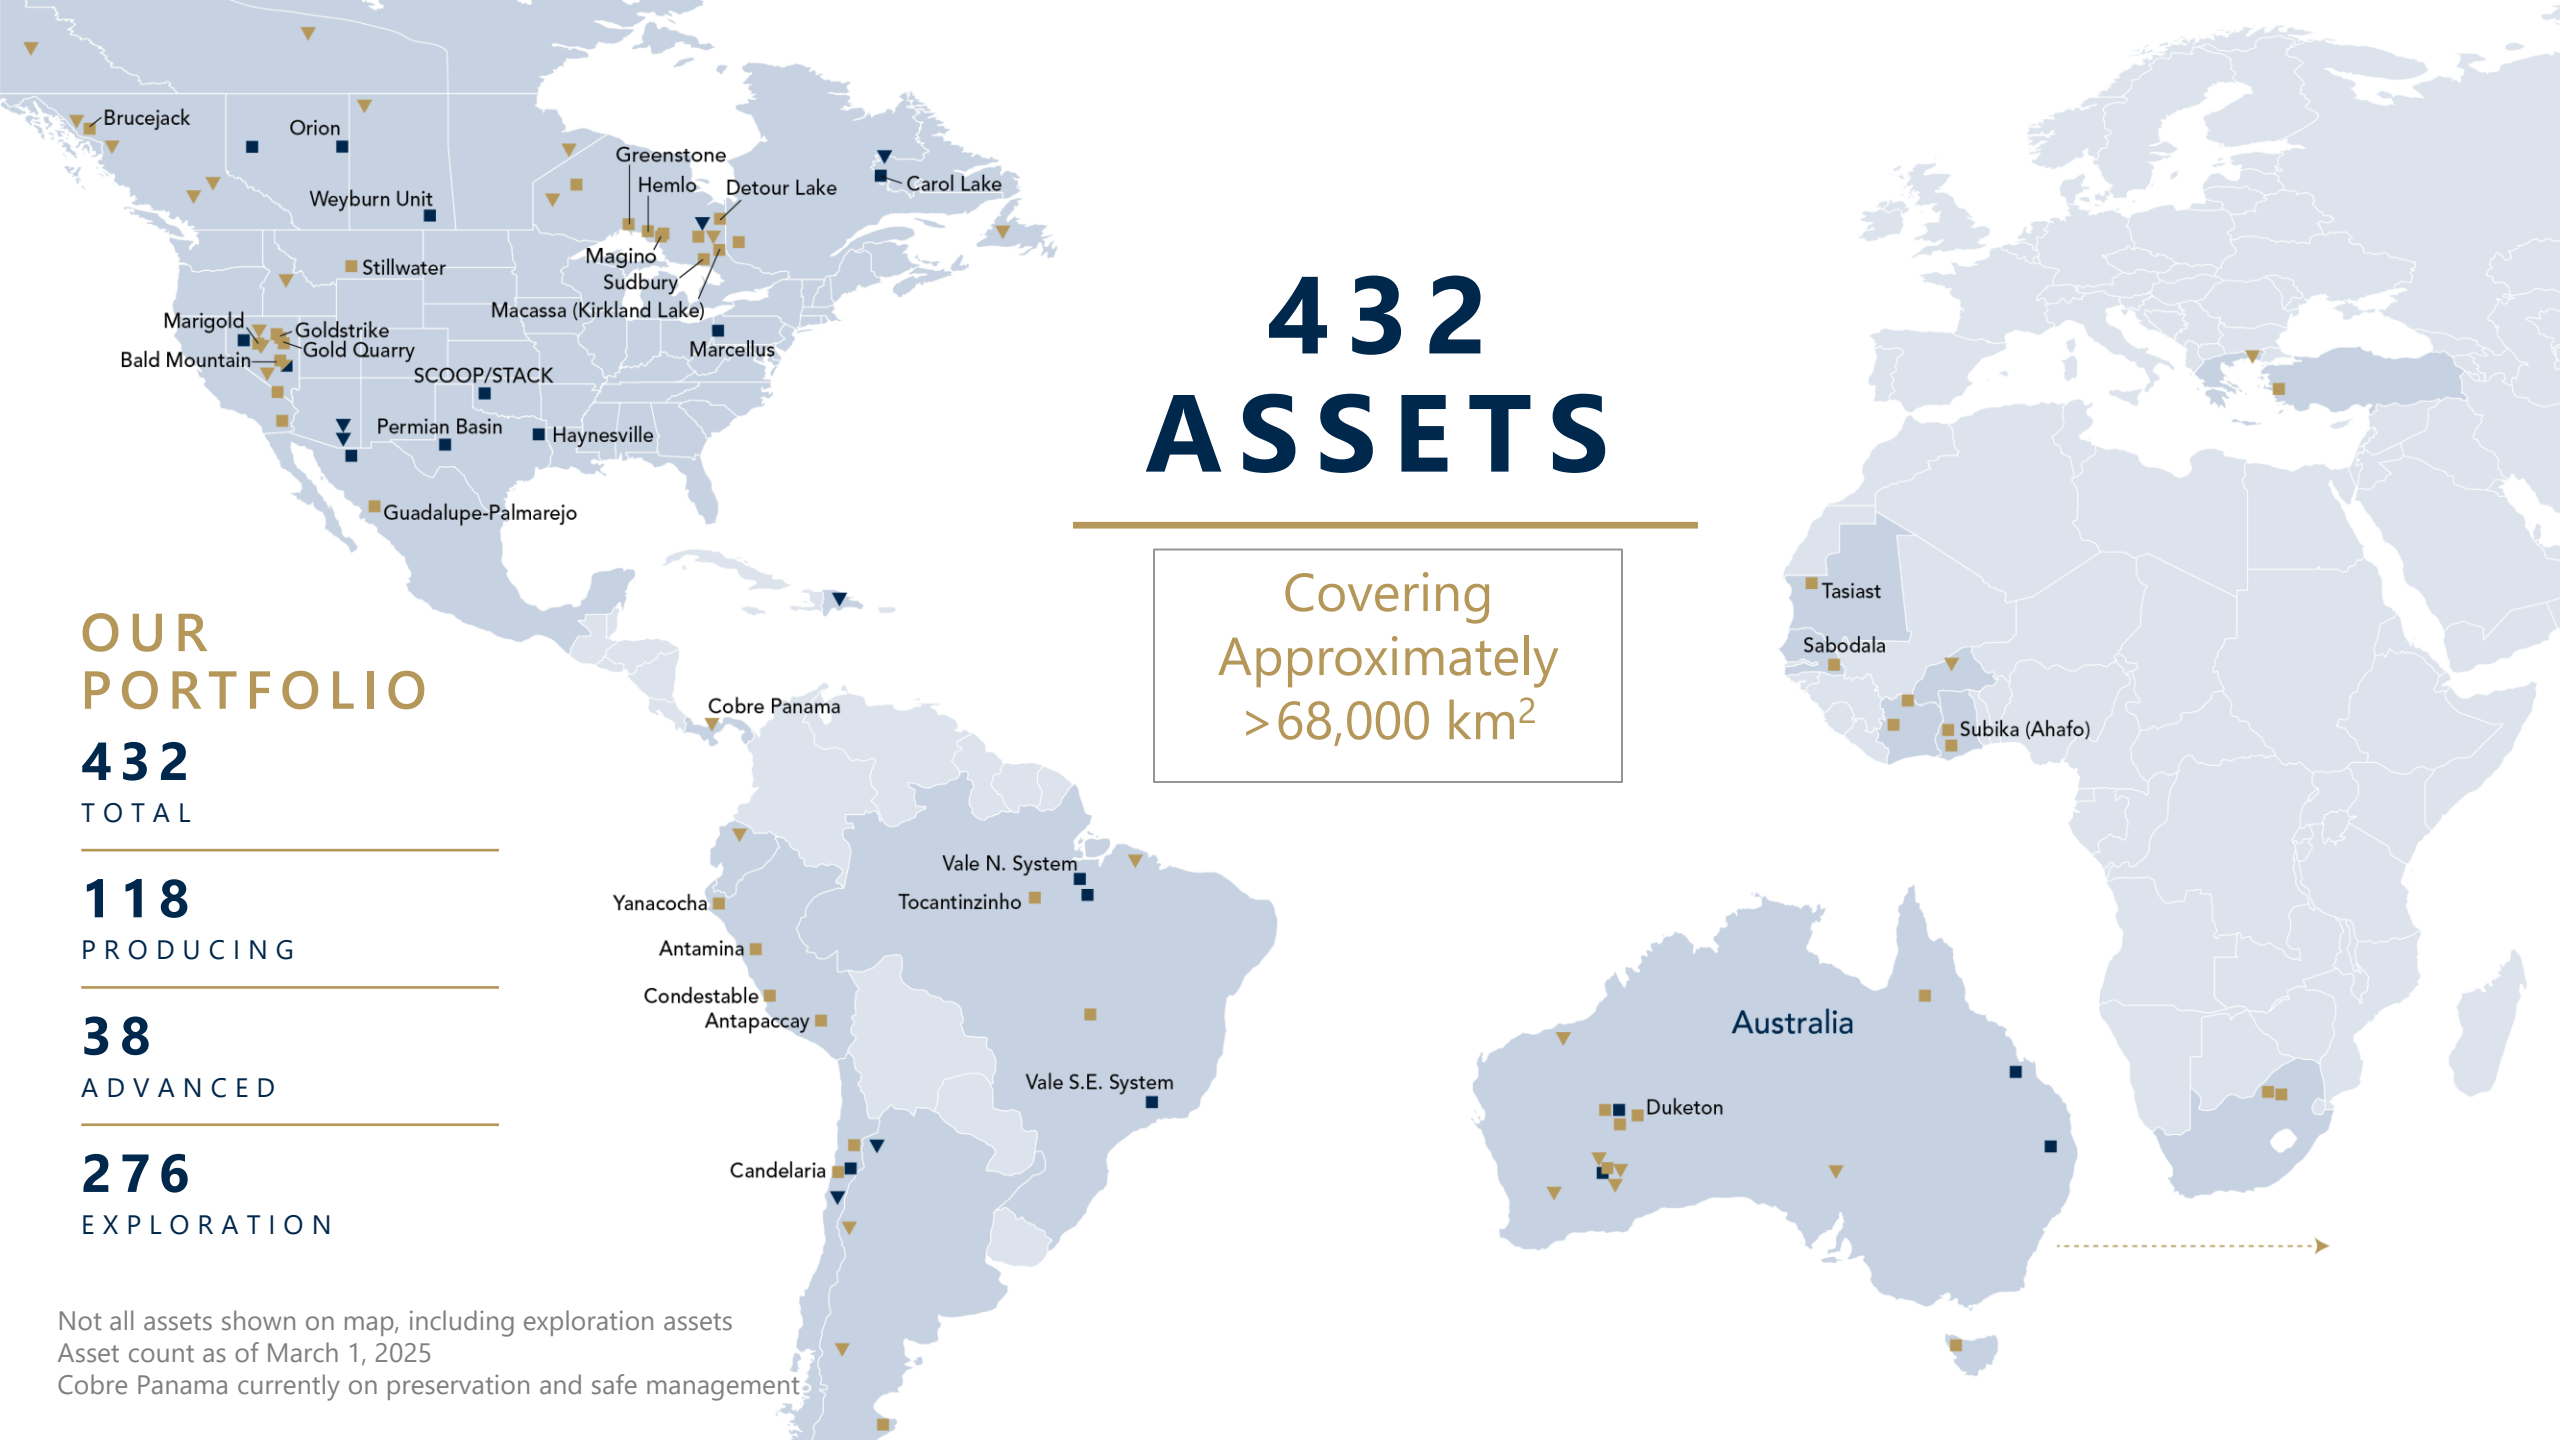 Brucejack
Orion
Weyburn Unit
Greenstone
Hemlo
Detour Lake
Carol Lake
Magino
Sudbury
Macassa (Kirkland Lake)
Stillwater
Marigold
Goldstrike
Gold Quarry
Bald Mountain
SCOOP/STACK
Marcellus
Permian Basin
Haynesville
Guadalupe-Palmarejo
432
ASSETS
Covering
Approximately
>68,000 km²
OUR
PORTFOLIO
432
TOTAL
118
PRODUCING
38
ADVANCED
276
EXPLORATION
Cobre Panama
Vale N. System
Tocantinzinho
Yanacocha
Antamina
Condestable
Antapaccay
Vale S.E. System
Candelaria
Tasiast
Sabodala
Subika (Ahafo)
Australia
Duketon
Not all assets shown on map, including exploration assets
Asset count as of March 1, 2025
Cobre Panama currently on preservation and safe management